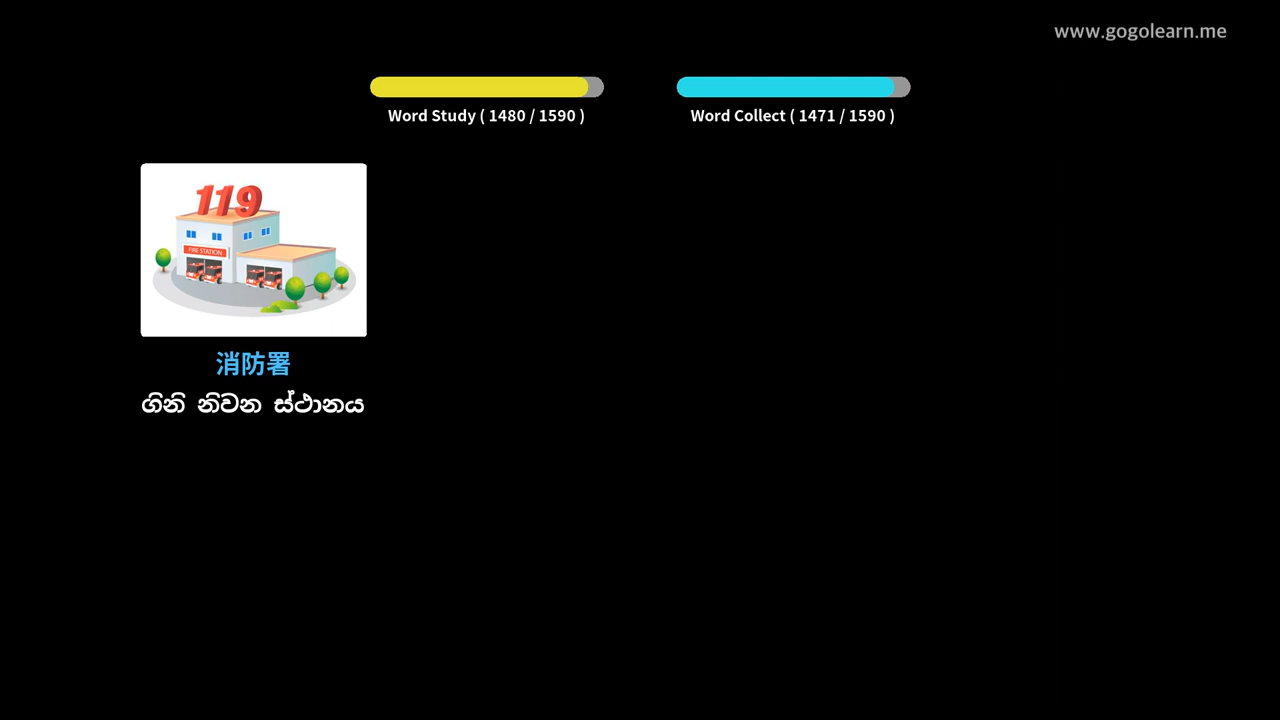 www.gogolearn.me
Word Study ( 1480 / 1590 )
Word Collect ( 1471 / 1590 )
119
FIRE STATION
消防署
ගිනි නිවන ස්ථානය